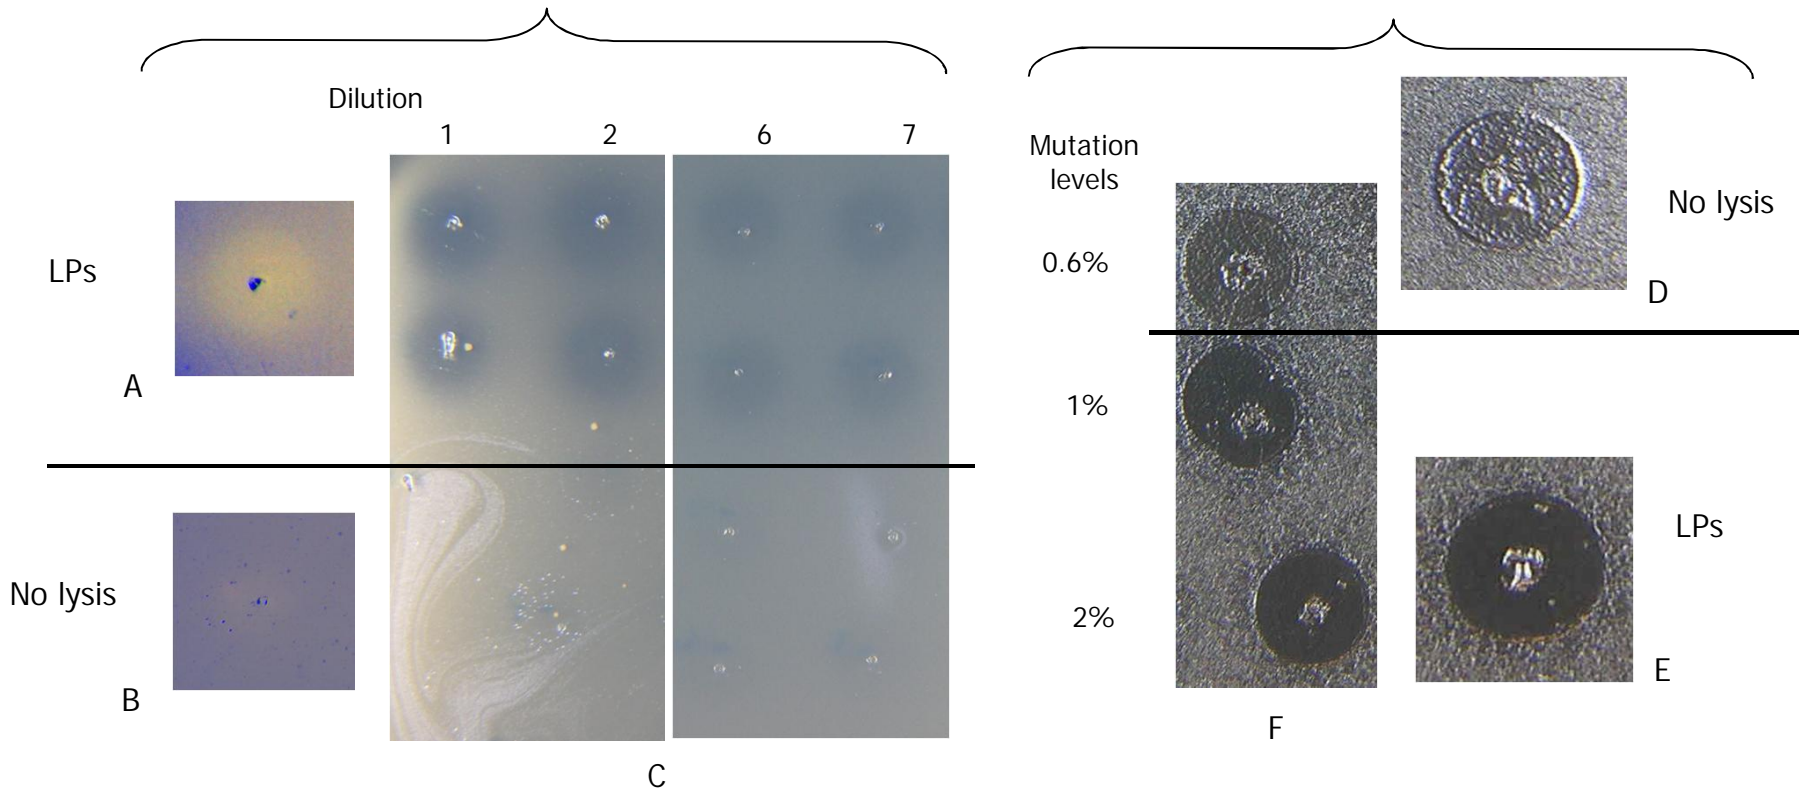 Dilution
1 2 6 7
LPs
A
No lysis
B
C
Mutation
levels
0.6%
1%
2%
No lysis
D
LPs
E
F